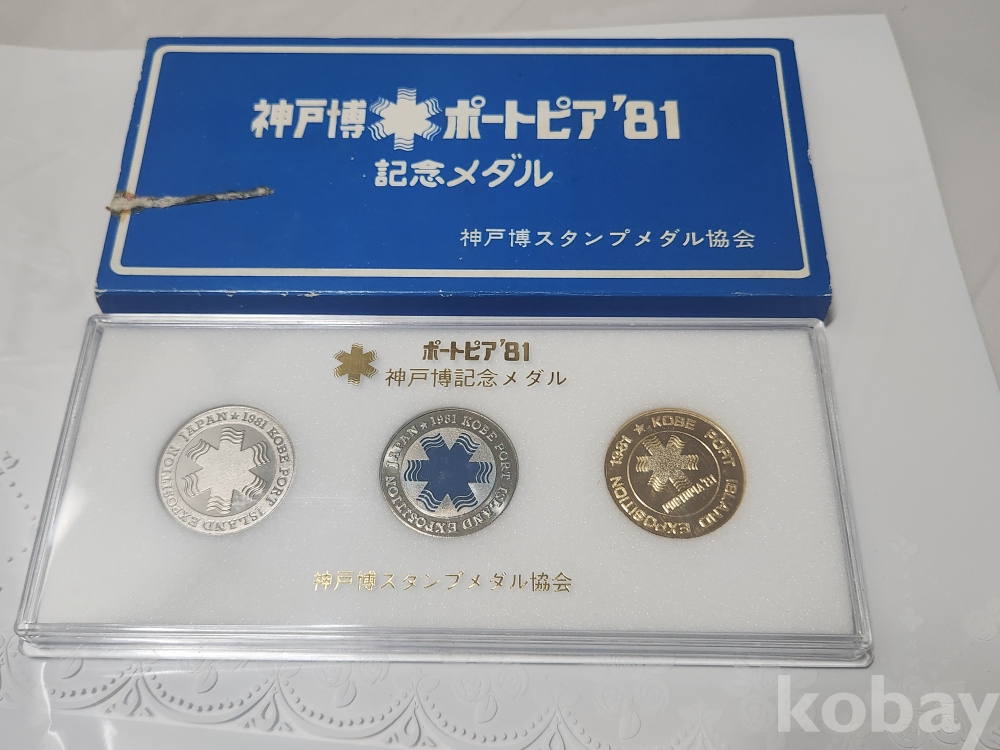 神戸博 ポートピア'81
記念メダル
神戸博スタンプメダル協会
ポートピア'81
神戸博記念メダル
JAPAN ★ 1981 KOBE PORT ISLAND EXPOSITION
JAPAN ★ 1981 KOBE PORT ISLAND EXPOSITION
1981 ★ KOBE PORT ISLAND EXPOSITION
神戸博スタンプメダル協会
kobay